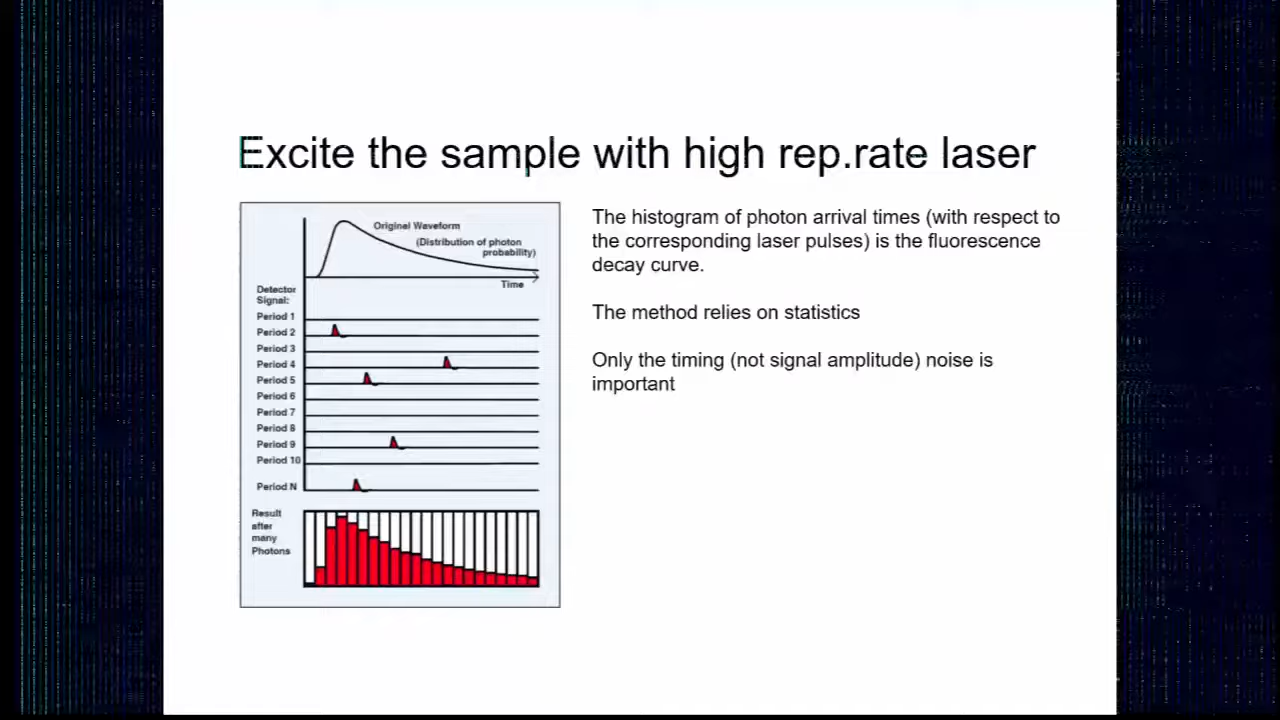 Excite the sample with high rep.rate laser
Original Waveform
(Distribution of photon
probability)
Time
Detector
Signal:
Period 1
Period 2
Period 3
Period 4
Period 5
Period 6
Period 7
Period 8
Period 9
Period 10
Period N
Result
after
many
Photons
The histogram of photon arrival times (with respect to
the corresponding laser pulses) is the fluorescence
decay curve.
The method relies on statistics
Only the timing (not signal amplitude) noise is
important